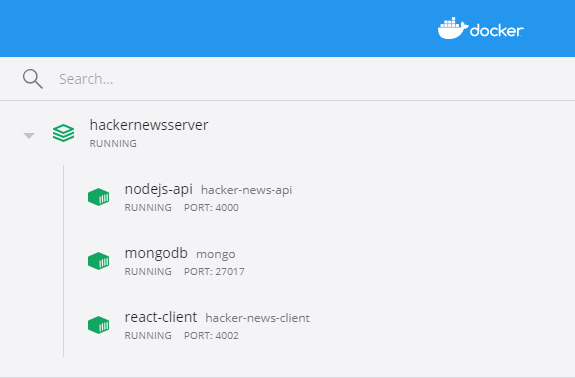 docker
Search...
hackernewsserver
RUNNING
nodejs-api hacker-news-api
RUNNING PORT: 4000
mongodb mongo
RUNNING PORT: 27017
react-client hacker-news-client
RUNNING PORT: 4002